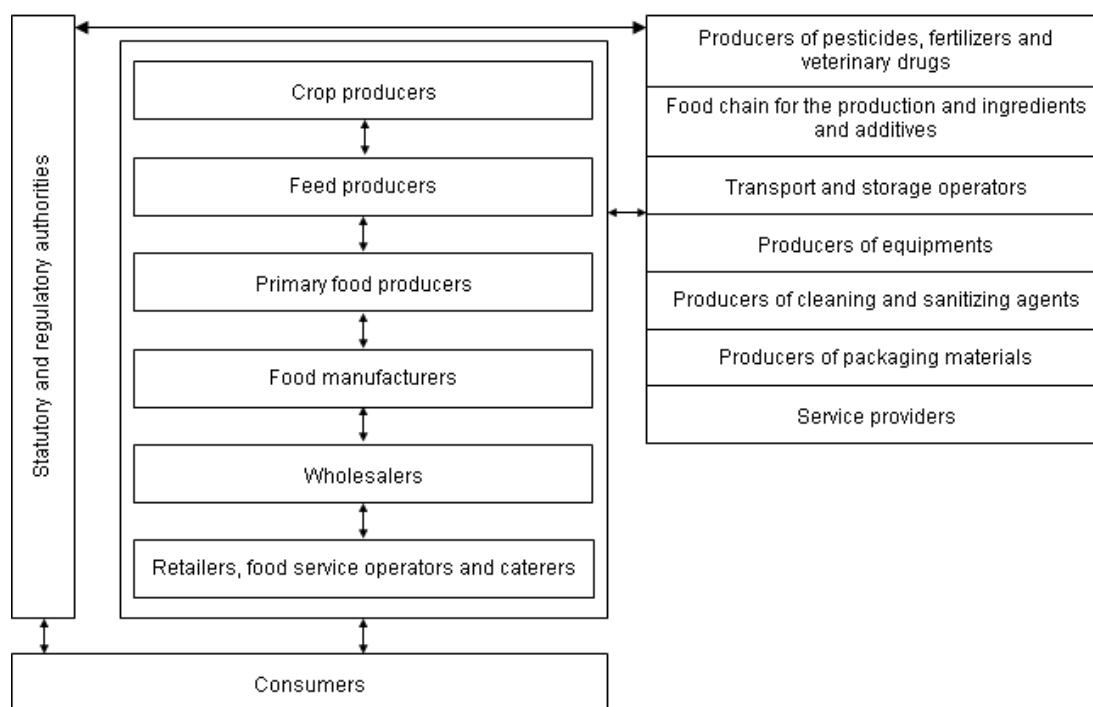 Statutory and regulatory authorities
Crop producers
Feed producers
Primary food producers
Food manufacturers
Wholesalers
Retailers, food service operators and caterers
Consumers
Producers of pesticides, fertilizers and
veterinary drugs
Food chain for the production and ingredients
and additives
Transport and storage operators
Producers of equipments
Producers of cleaning and sanitizing agents
Producers of packaging materials
Service providers